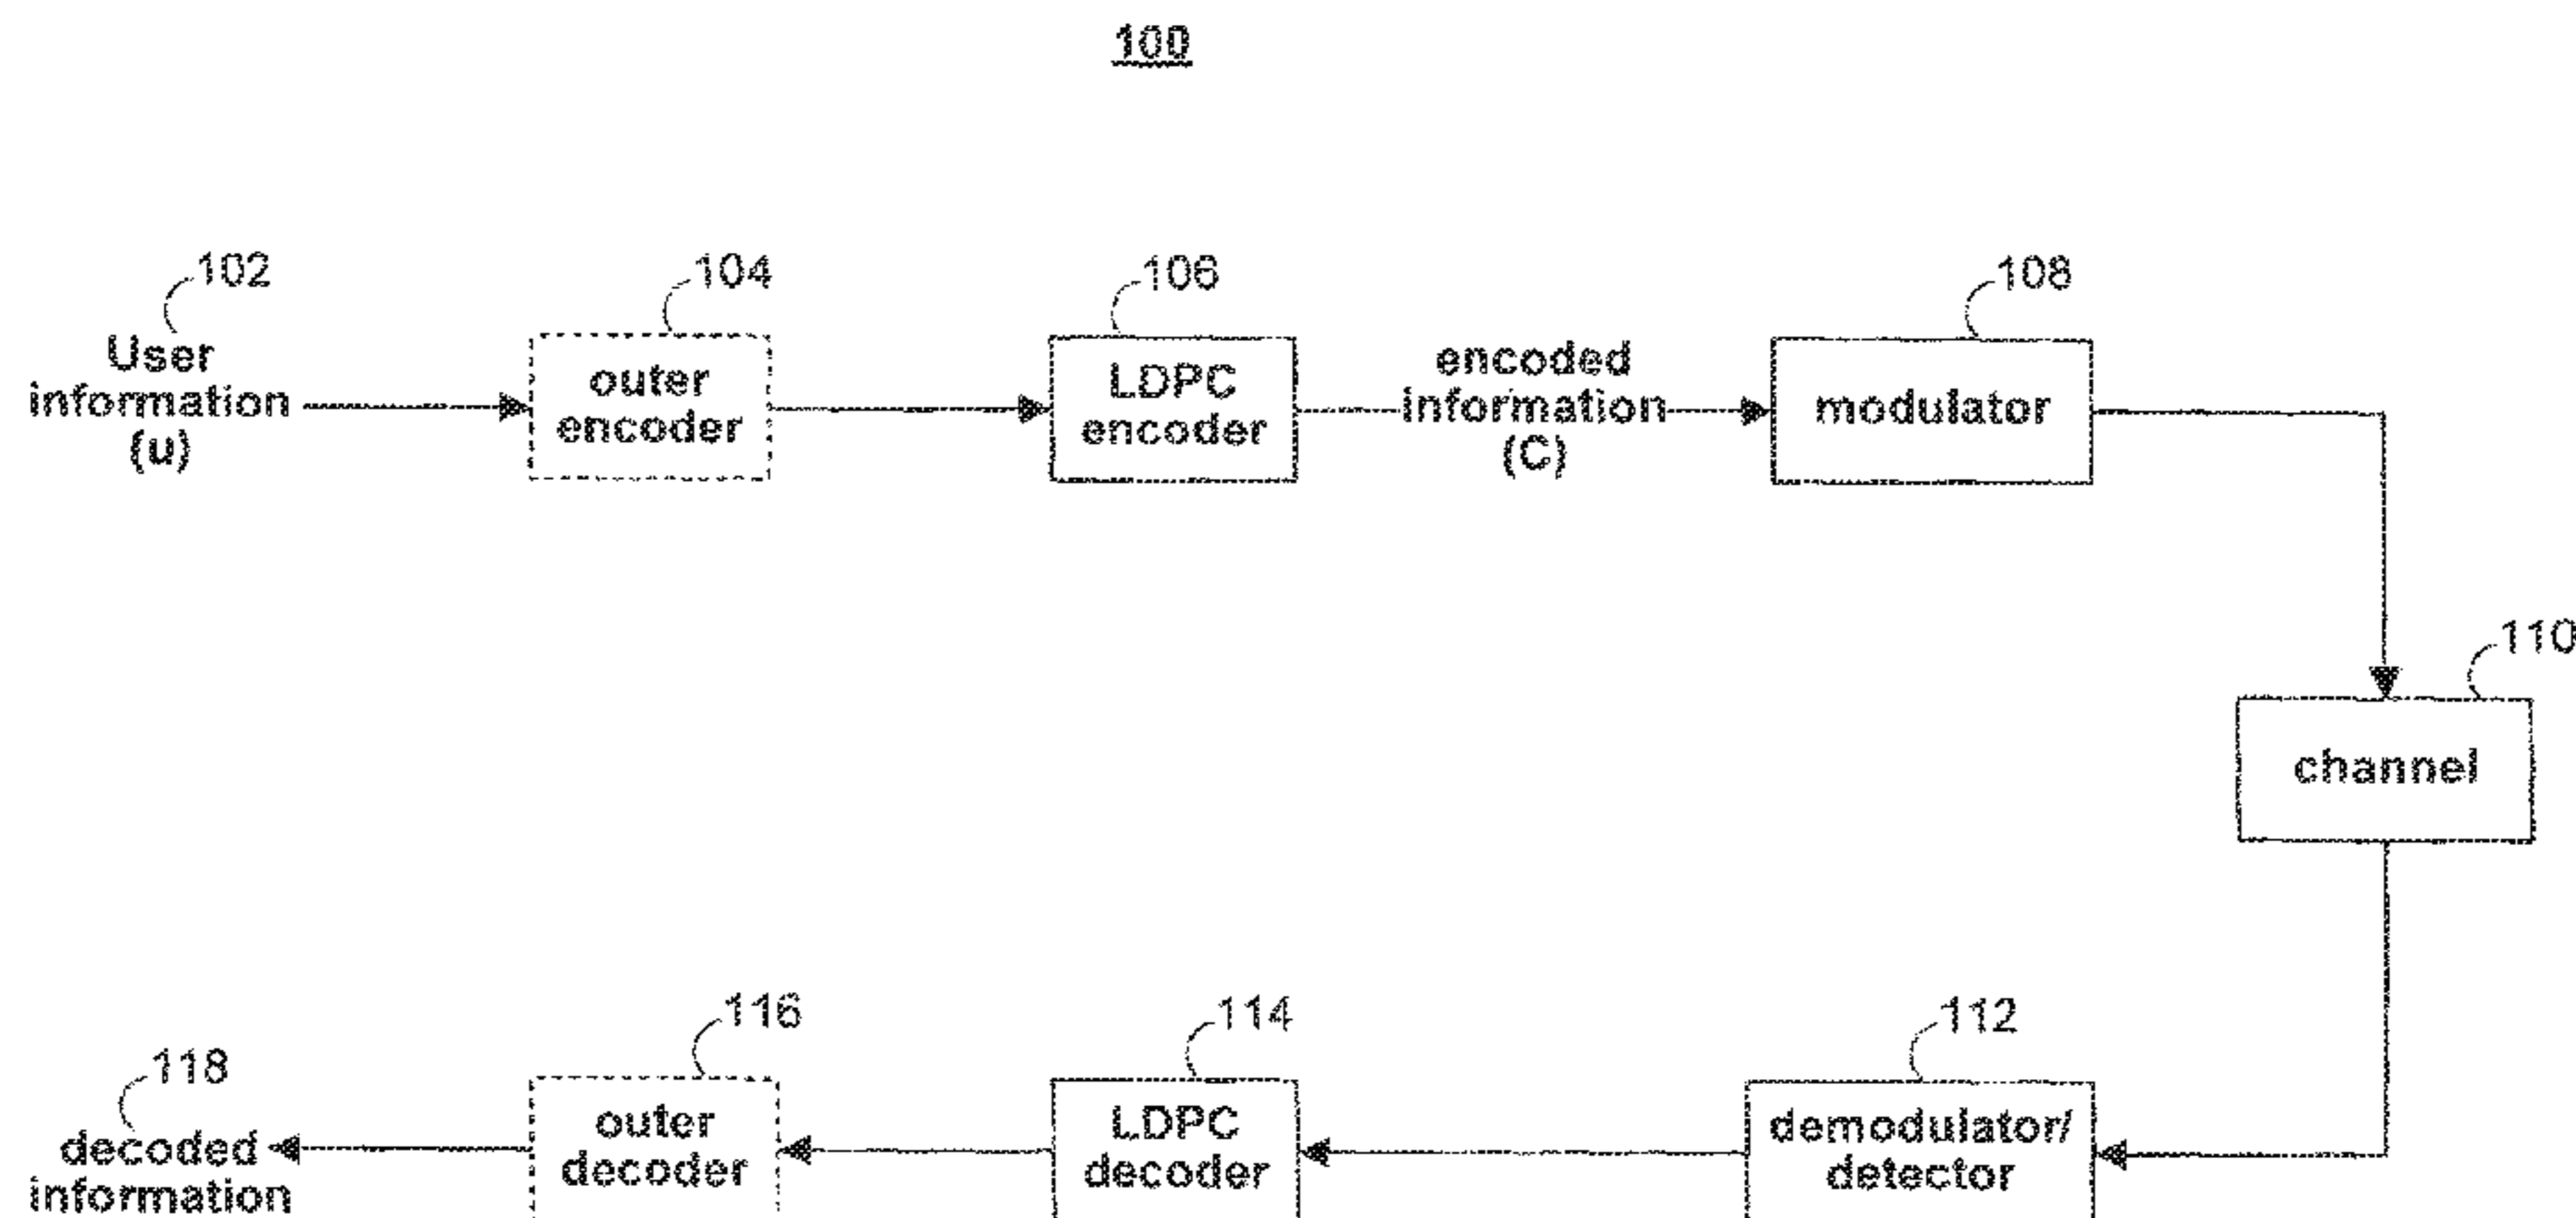 100
102
User
information
(u)
104
outer
encoder
106
LDPC
encoder
encoded
information
(C)
108
modulator
110
channel
112
demodulator/
detector
114
LDPC
decoder
116
outer
decoder
118
decoded
information